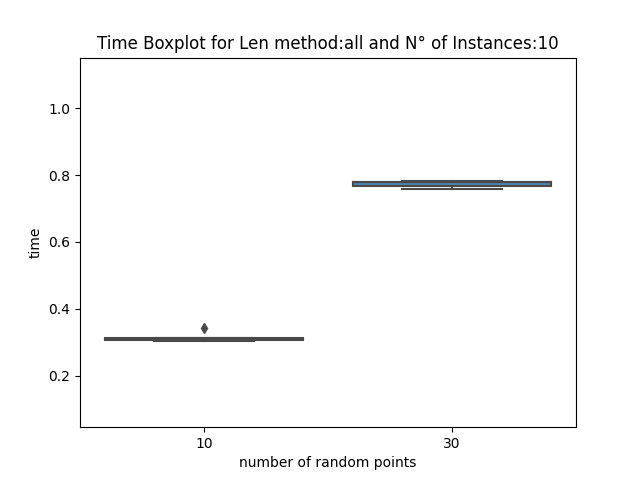 Time Boxplot for Len method:all and N° of Instances:10
1.0
0.8
0.6
0.4
0.2
time
10
30
number of random points